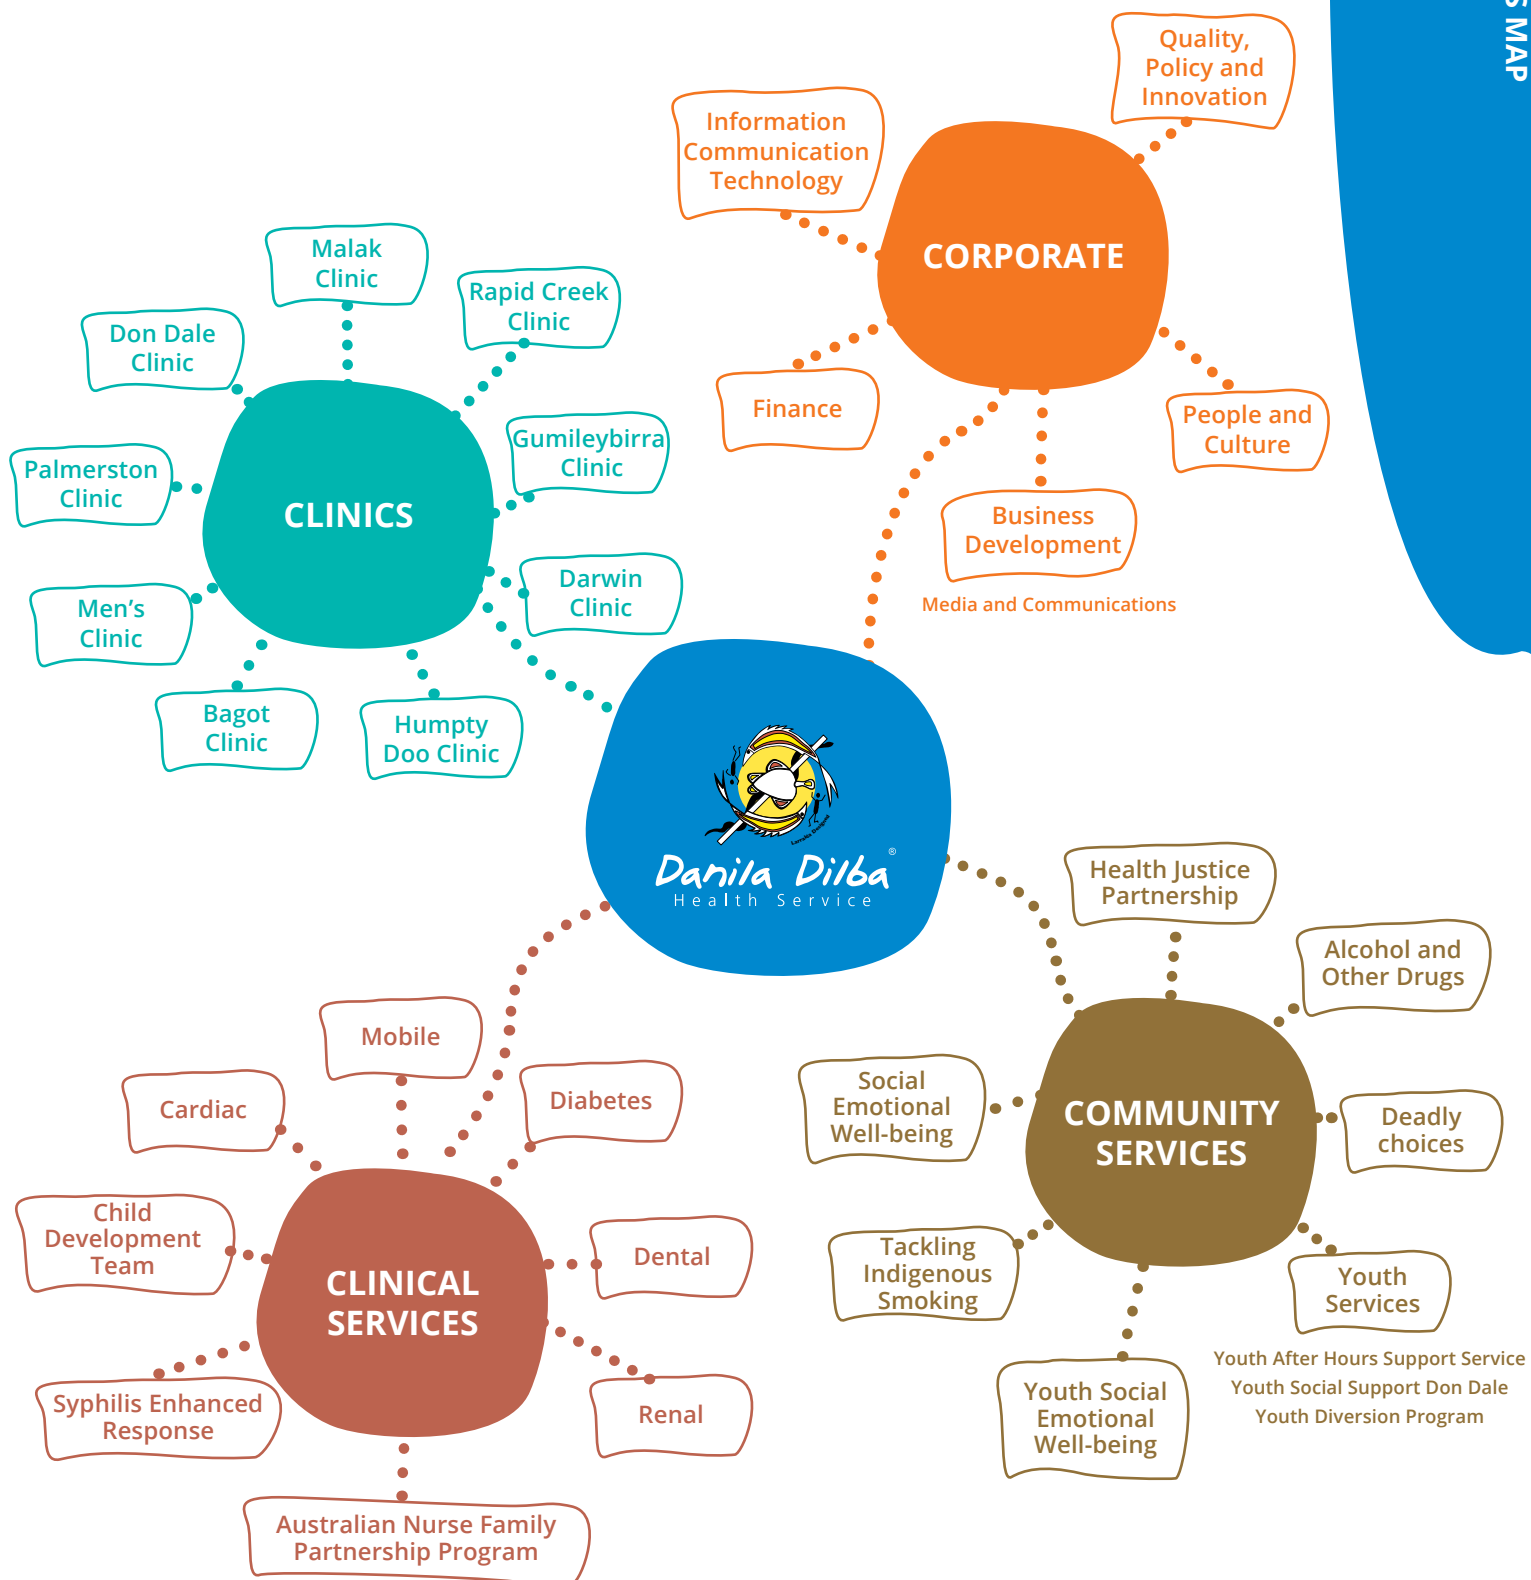 S MAP
Quality,
Policy and
Innovation
Information
Communication
Technology
CORPORATE
Finance
People and
Culture
Business
Development
Media and Communications
Malak
Clinic
Rapid Creek
Clinic
Don Dale
Clinic
Gumileybirra
Clinic
Palmerston
Clinic
CLINICS
Darwin
Clinic
Men's
Clinic
Bagot
Clinic
Humpty
Doo Clinic
Larrakia Designed
Danila Dilba®
Health Service
Health Justice
Partnership
Alcohol and
Other Drugs
Social
Emotional
Well-being
COMMUNITY
SERVICES
Deadly
choices
Tackling
Indigenous
Smoking
Youth
Services
Youth After Hours Support Service
Youth Social Support Don Dale
Youth Diversion Program
Youth Social
Emotional
Well-being
Mobile
Cardiac
Diabetes
Child
Development
Team
CLINICAL
SERVICES
Dental
Syphilis Enhanced
Response
Renal
Australian Nurse Family
Partnership Program